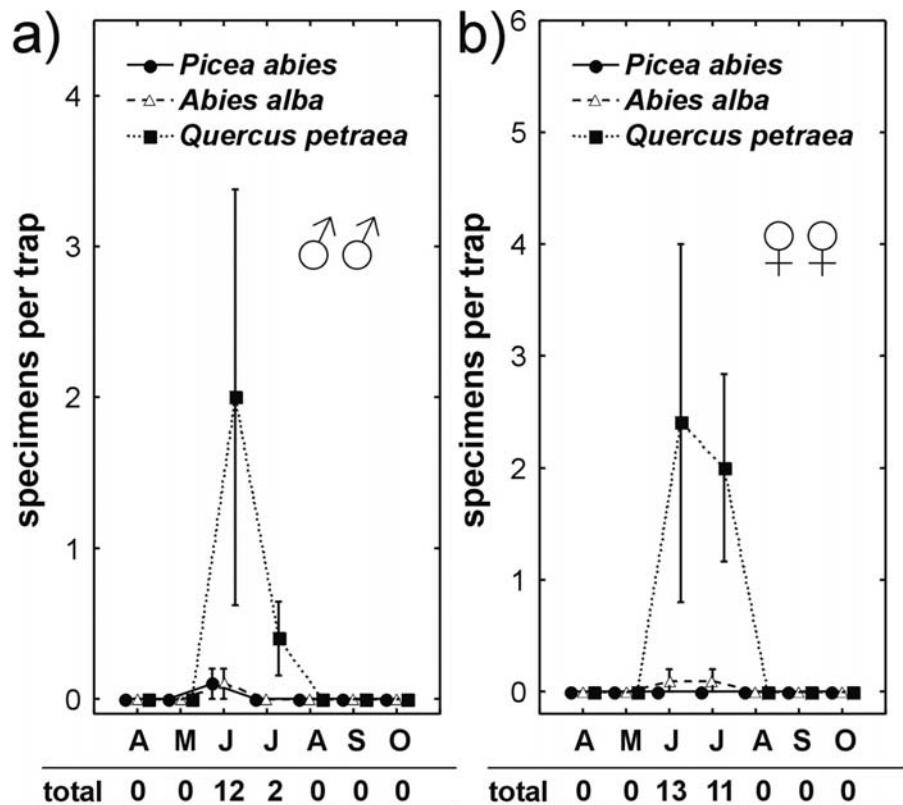 a)
Picea abies
Abies alba
Quercus petraea
specimens per trap
4
3
2
1
0
♂♂
A M J J A S O
total 0 0 12 2 0 0 0
b)
Picea abies
Abies alba
Quercus petraea
specimens per trap
6
5
4
3
2
1
0
♀♀
A M J J A S O
total 0 0 13 11 0 0 0